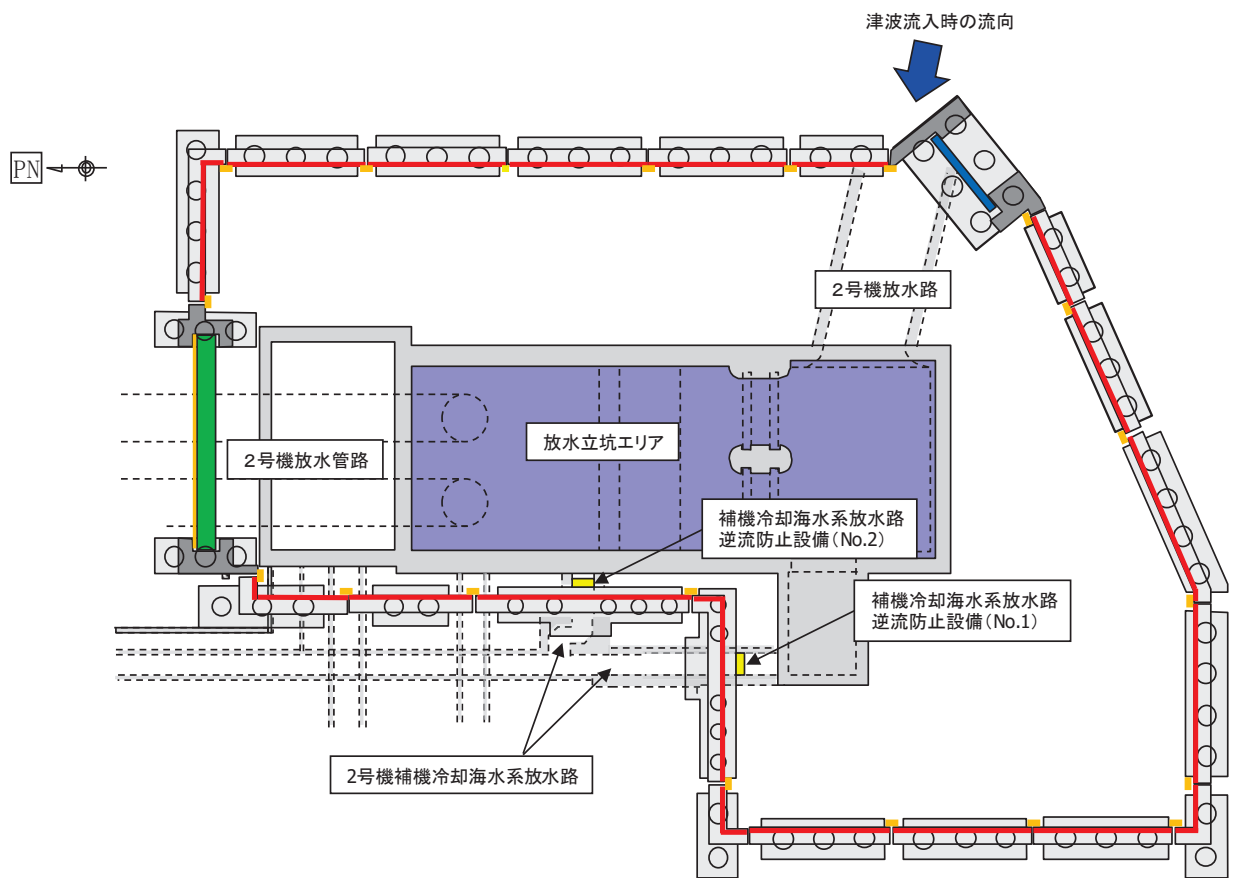 津波流入時の流向
PN
２号機放水路
放水立坑エリア
２号機放水管路
補機冷却海水系放水路
逆流防止設備（No.2）
補機冷却海水系放水路
逆流防止設備（No.1）
2号機補機冷却海水系放水路